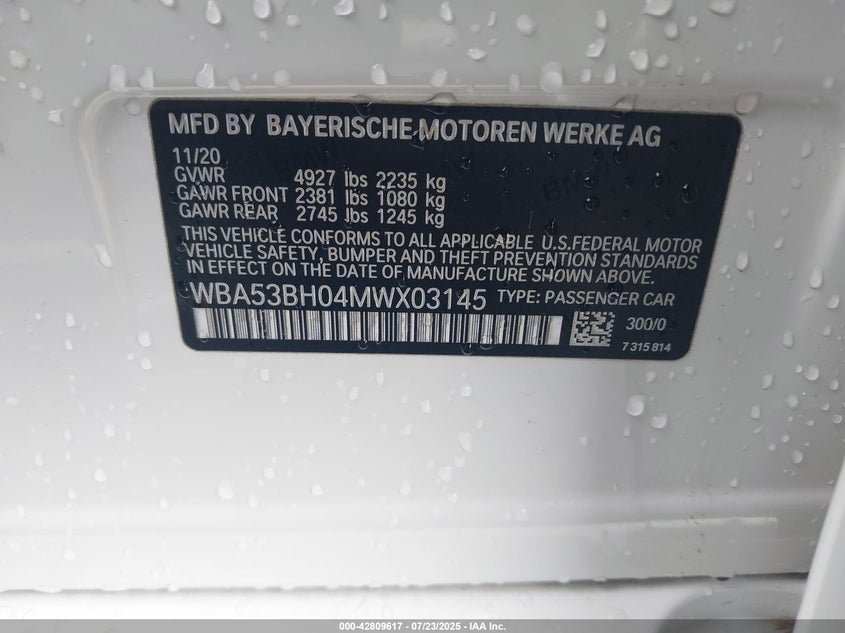 MFD BY BAYERISCHE MOTOREN WERKE AG
11/20
GVWR 4927 lbs 2235 kg
GAWR FRONT 2381 lbs 1080 kg
GAWR REAR 2745 lbs 1245 kg
THIS VEHICLE CONFORMS TO ALL APPLICABLE U.S.FEDERAL MOTOR
VEHICLE SAFETY, BUMPER AND THEFT PREVENTION STANDARDS
IN EFFECT ON THE DATE OF MANUFACTURE SHOWN ABOVE.
WBA53BH04MWX03145 TYPE: PASSENGER CAR
300/0
7 315 814
000-42809617 - 07/23/2025 - IAA Inc.